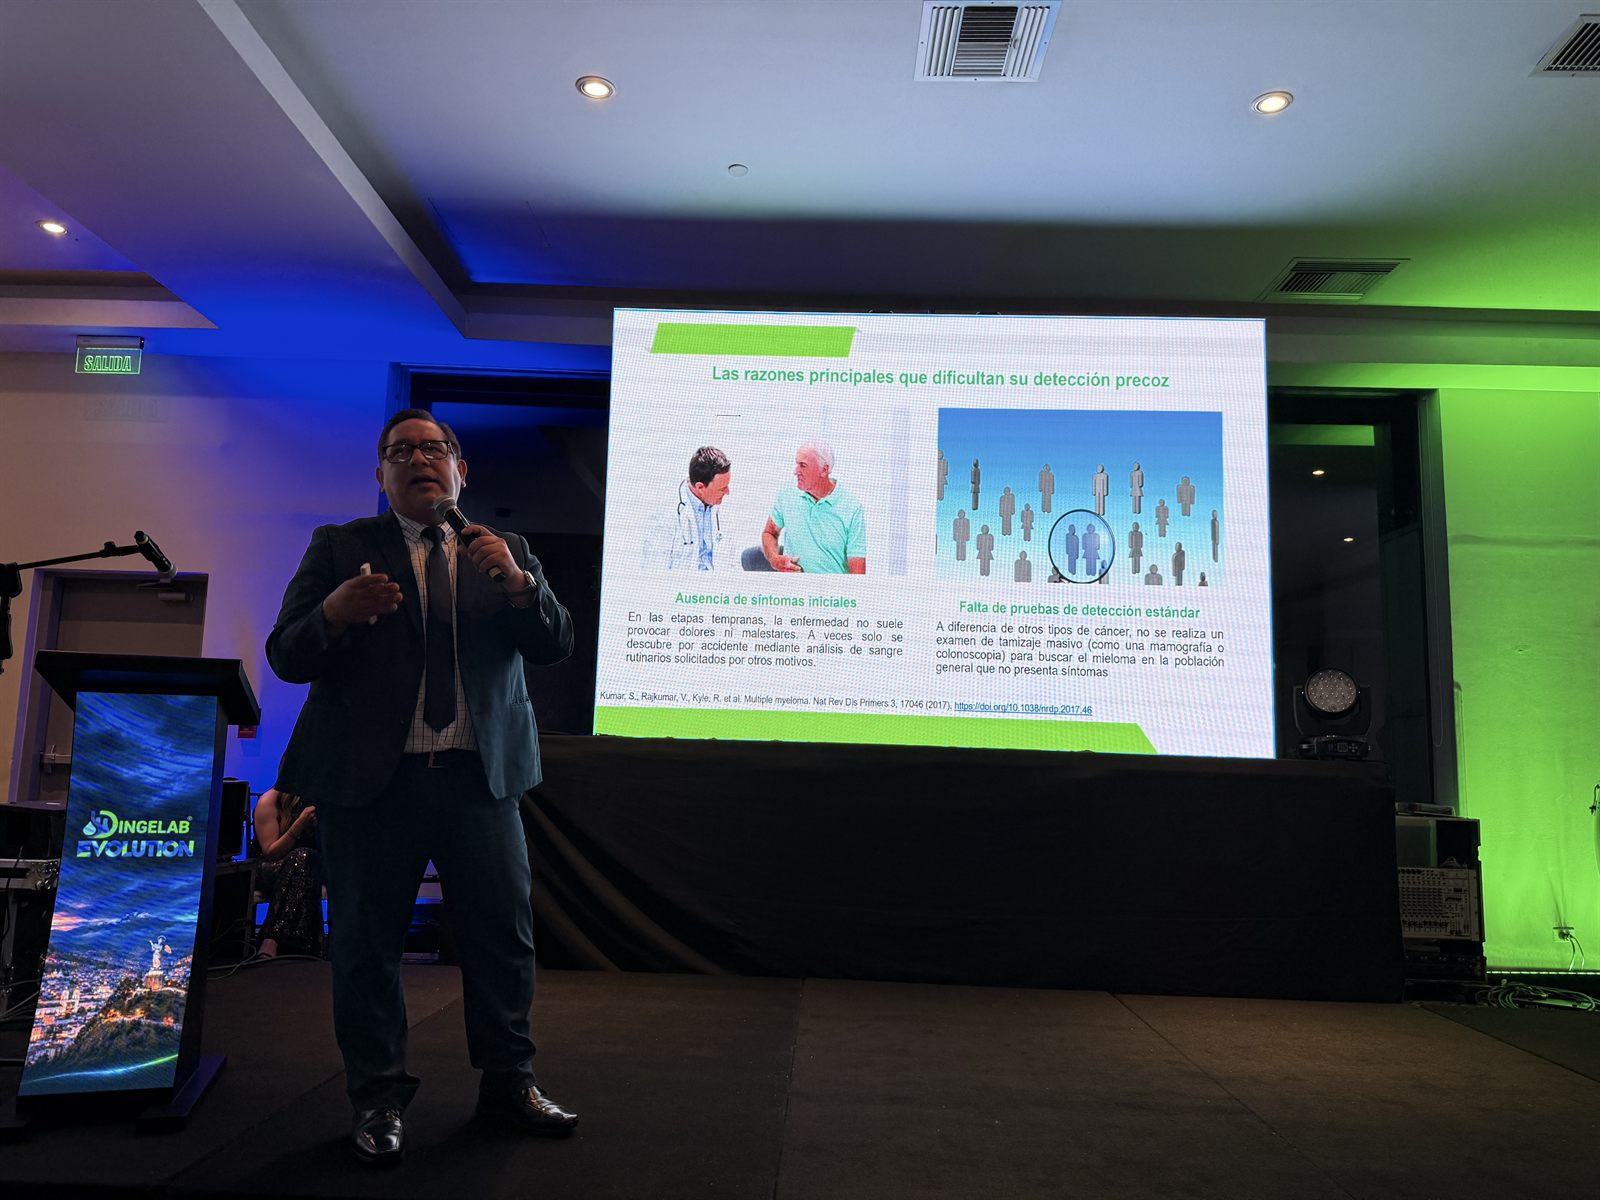 SALIDA
Las razones principales que dificultan su detección precoz
Ausencia de síntomas iniciales
En las etapas tempranas, la enfermedad no suele
provocar dolores ni malestares. A veces solo se
descubre por accidente mediante análisis de sangre
rutinarios solicitados por otros motivos.
Falta de pruebas de detección estándar
A diferencia de otros tipos de cáncer, no se realiza un
examen de tamizaje masivo (como una mamografía o
colonoscopia) para buscar el mieloma en la población
general que no presenta síntomas
Kumar, S., Rajkumar, V., Kyle, R. et al. Multiple myeloma. Nat Rev Dis Primers 3, 17046 (2017). https://doi.org/10.1038/nrdp.2017.46
DINGELAB®
EVOLUTION